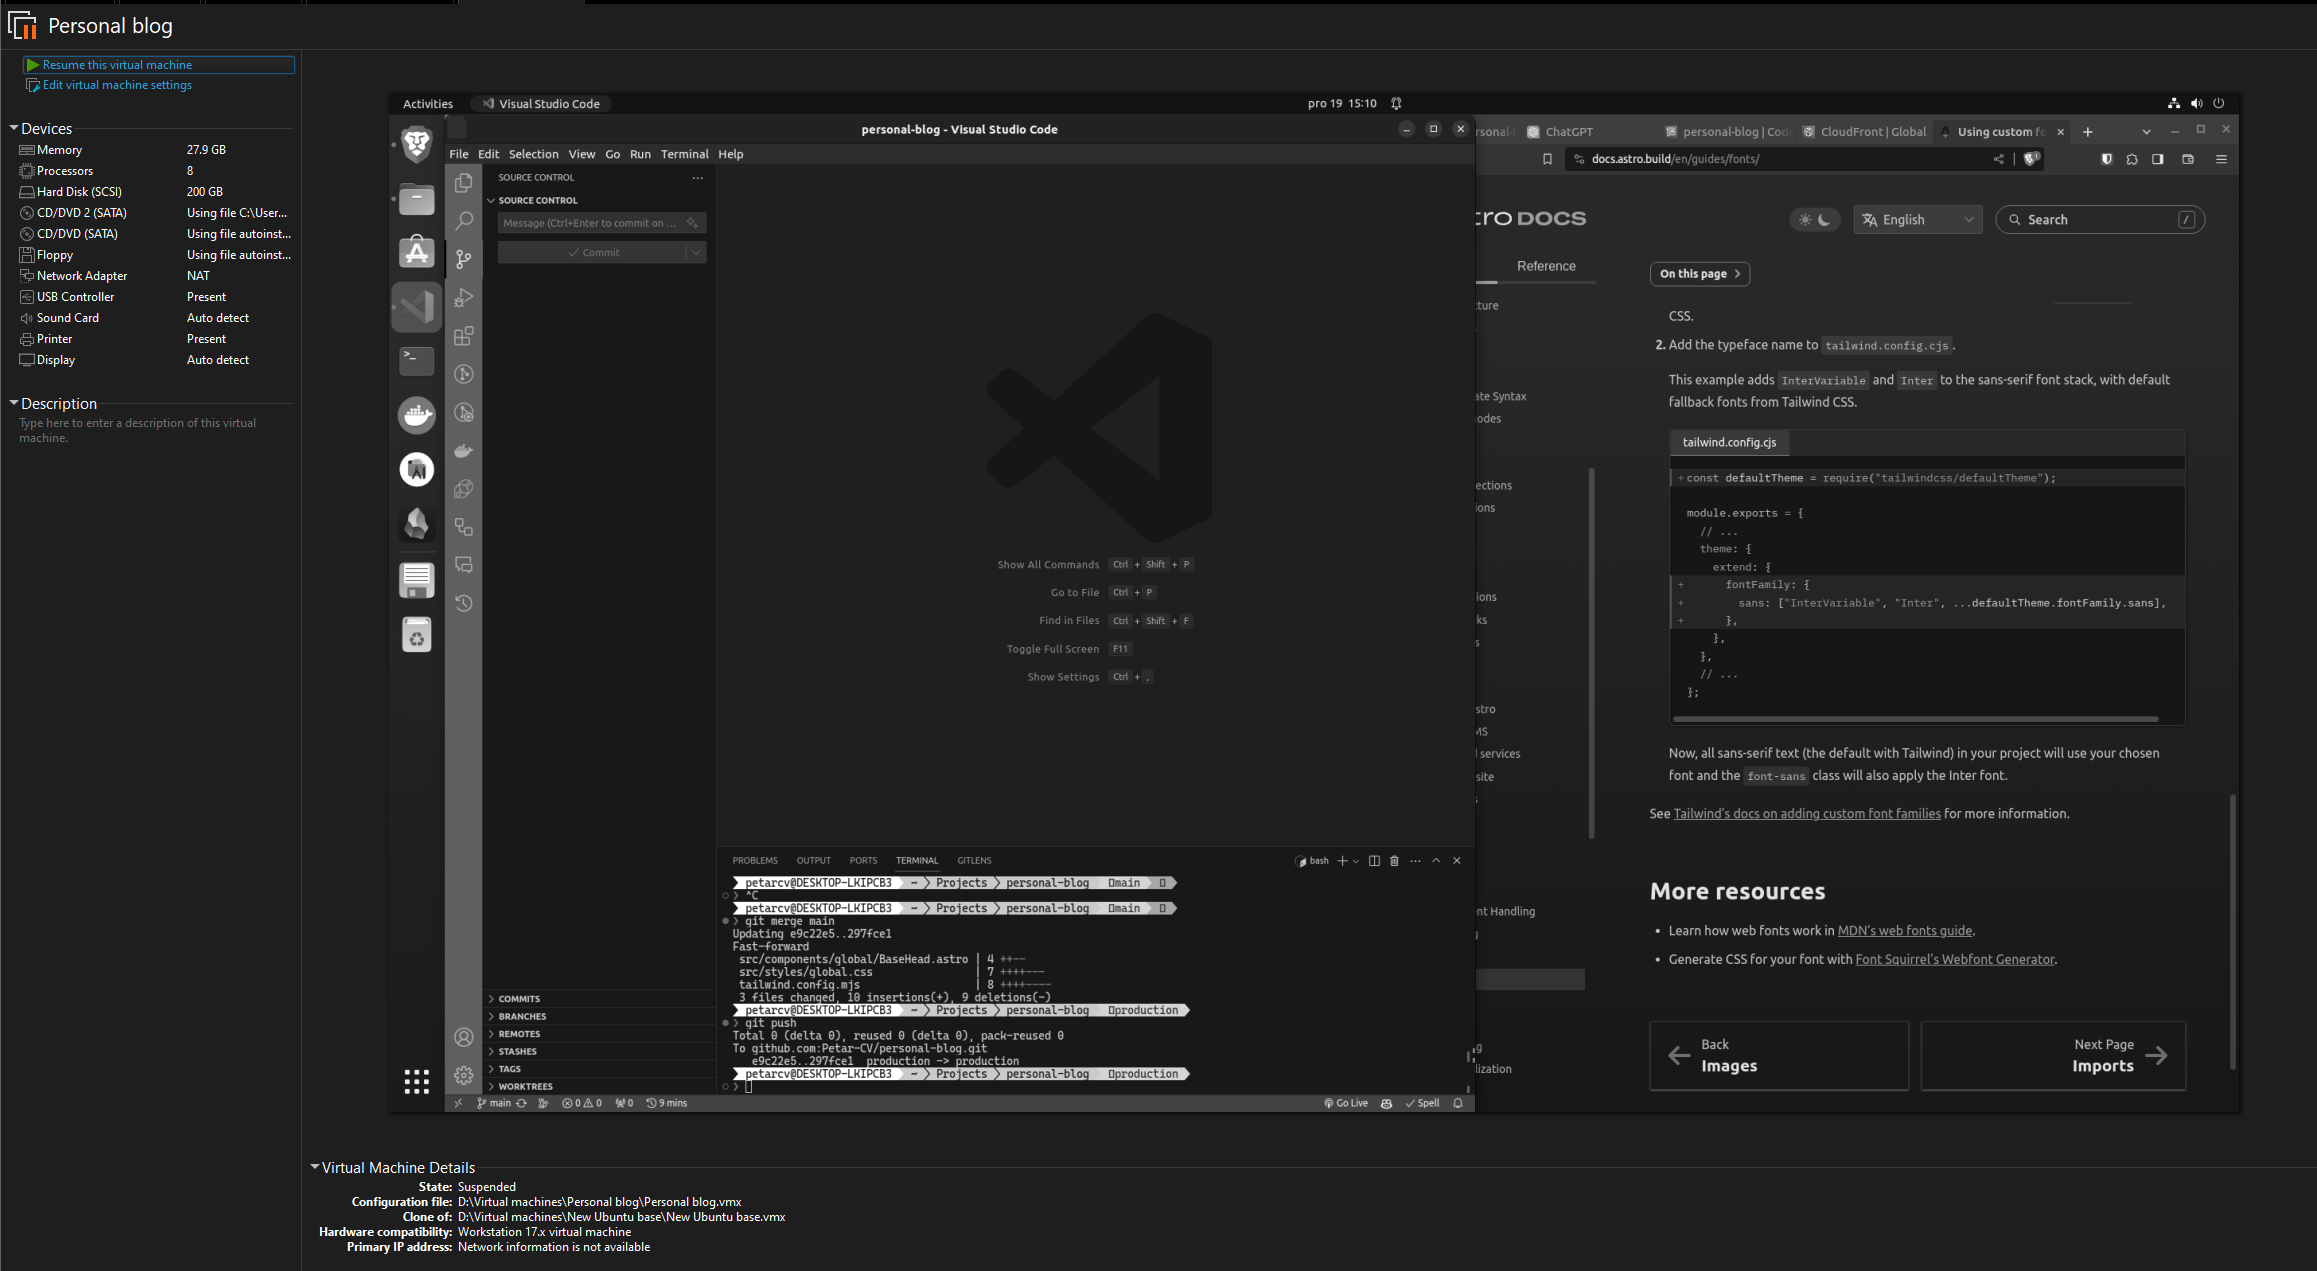 Personal blog
Resume this virtual machine
Edit virtual machine settings
Devices
Memory 27.9 GB
Processors 8
Hard Disk (SCSI) 200 GB
CD/DVD 2 (SATA) Using file C:\User...
CD/DVD (SATA) Using file autoinst...
Floppy Using file autoinst...
Network Adapter NAT
USB Controller Present
Sound Card Auto detect
Printer Present
Display Auto detect
Description
Type here to enter a description of this virtual
machine.
Activities Visual Studio Code pro 19 15:10
personal-blog - Visual Studio Code
File Edit Selection View Go Run Terminal Help
SOURCE CONTROL ...
SOURCE CONTROL
Message (Ctrl+Enter to commit on ...
Commit
Show All Commands Ctrl + Shift + P
Go to File Ctrl + P
Find in Files Ctrl + Shift + F
Toggle Full Screen F11
Show Settings Ctrl + ,
COMMITS
BRANCHES
REMOTES
STASHES
TAGS
WORKTREES
PROBLEMS OUTPUT PORTS TERMINAL GITLENS bash
petarcv@DESKTOP-LKIPCB3 ~ Projects personal-blog main
^C
petarcv@DESKTOP-LKIPCB3 ~ Projects personal-blog main
git merge main
Updating e9c22e5..297fce1
Fast-forward
src/components/global/BaseHead.astro | 4 ++--
src/styles/global.css | 7 ++++---
tailwind.config.mjs | 8 ++++----
3 files changed, 10 insertions(+), 9 deletions(-)
petarcv@DESKTOP-LKIPCB3 ~ Projects personal-blog production
git push
Total 0 (delta 0), reused 0 (delta 0), pack-reused 0
To github.com:Petar-CV/personal-blog.git
e9c22e5..297fce1 production -> production
petarcv@DESKTOP-LKIPCB3 ~ Projects personal-blog production
main 0 0 0 9 mins Go Live Spell
rsonal-b ChatGPT personal-blog | Cod CloudFront | Global Using custom fo
docs.astro.build/en/guides/fonts/
tro DOCS English Search /
Reference
ture
ate Syntax
odes
ections
ions
ions
ks
s
stro
MS
l services
site
s
nt Handling
g
g
lization
On this page
CSS.
2. Add the typeface name to tailwind.config.cjs.
This example adds InterVariable and Inter to the sans-serif font stack, with default
fallback fonts from Tailwind CSS.
tailwind.config.cjs
+ const defaultTheme = require("tailwindcss/defaultTheme");
module.exports = {
// ...
theme: {
extend: {
+ fontFamily: {
+ sans: ["InterVariable", "Inter", ...defaultTheme.fontFamily.sans],
+ },
},
},
// ...
};
Now, all sans-serif text (the default with Tailwind) in your project will use your chosen
font and the font-sans class will also apply the Inter font.
See Tailwind's docs on adding custom font families for more information.
More resources
• Learn how web fonts work in MDN's web fonts guide.
• Generate CSS for your font with Font Squirrel's Webfont Generator.
Back
Images
Next Page
Imports
Virtual Machine Details
State: Suspended
Configuration file: D:\Virtual machines\Personal blog\Personal blog.vmx
Clone of: D:\Virtual machines\New Ubuntu base\New Ubuntu base.vmx
Hardware compatibility: Workstation 17.x virtual machine
Primary IP address: Network information is not available